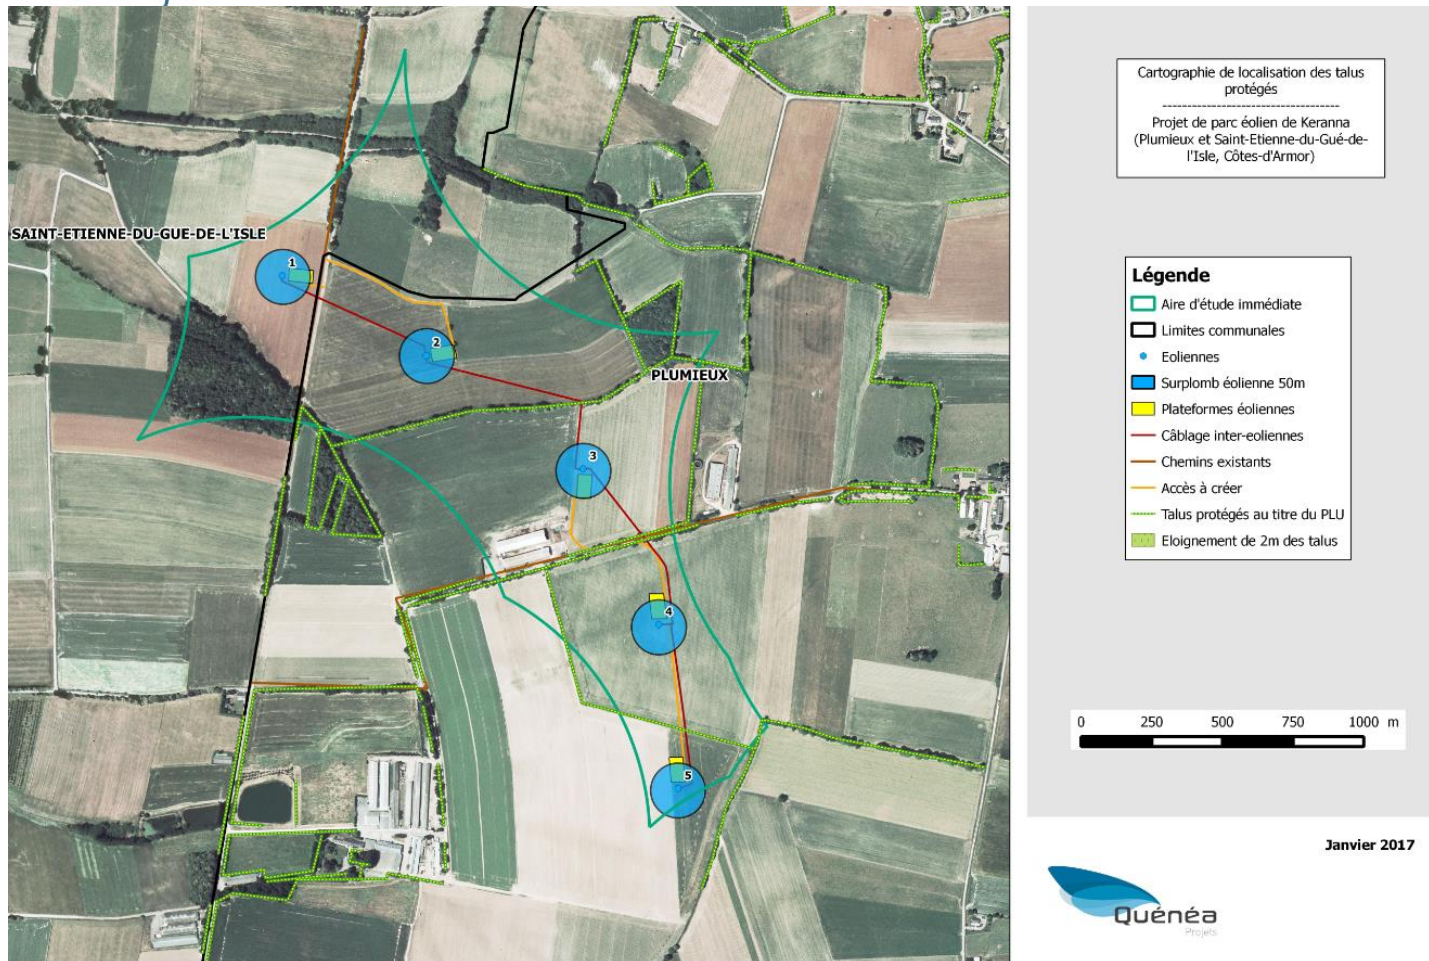 Cartographie de localisation des talus
protégés
------------------------------------
Projet de parc éolien de Keranna
(Plumieux et Saint-Etienne-du-Gué-de-
l'Isle, Côtes-d'Armor)
SAINT-ETIENNE-DU-GUE-DE-L'ISLE
1
2
PLUMIEUX
3
4
5
Légende
Aire d'étude immédiate
Limites communales
Eoliennes
Surplomb éolienne 50m
Plateformes éoliennes
Câblage inter-eoliennes
Chemins existants
Accès à créer
Talus protégés au titre du PLU
Eloignement de 2m des talus
0 250 500 750 1000 m
Janvier 2017
Quénéa
Projets